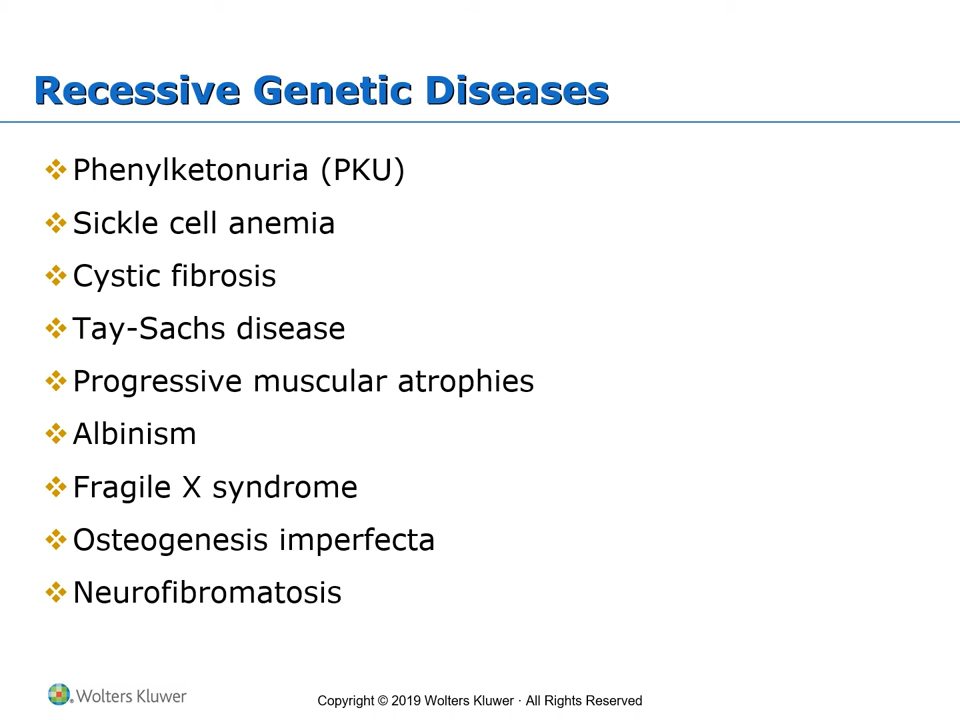 Recessive Genetic Diseases
❖Phenylketonuria (PKU)
❖Sickle cell anemia
❖Cystic fibrosis
❖Tay-Sachs disease
❖Progressive muscular atrophies
❖Albinism
❖Fragile X syndrome
❖Osteogenesis imperfecta
❖Neurofibromatosis
Wolters Kluwer
Copyright © 2019 Wolters Kluwer · All Rights Reserved